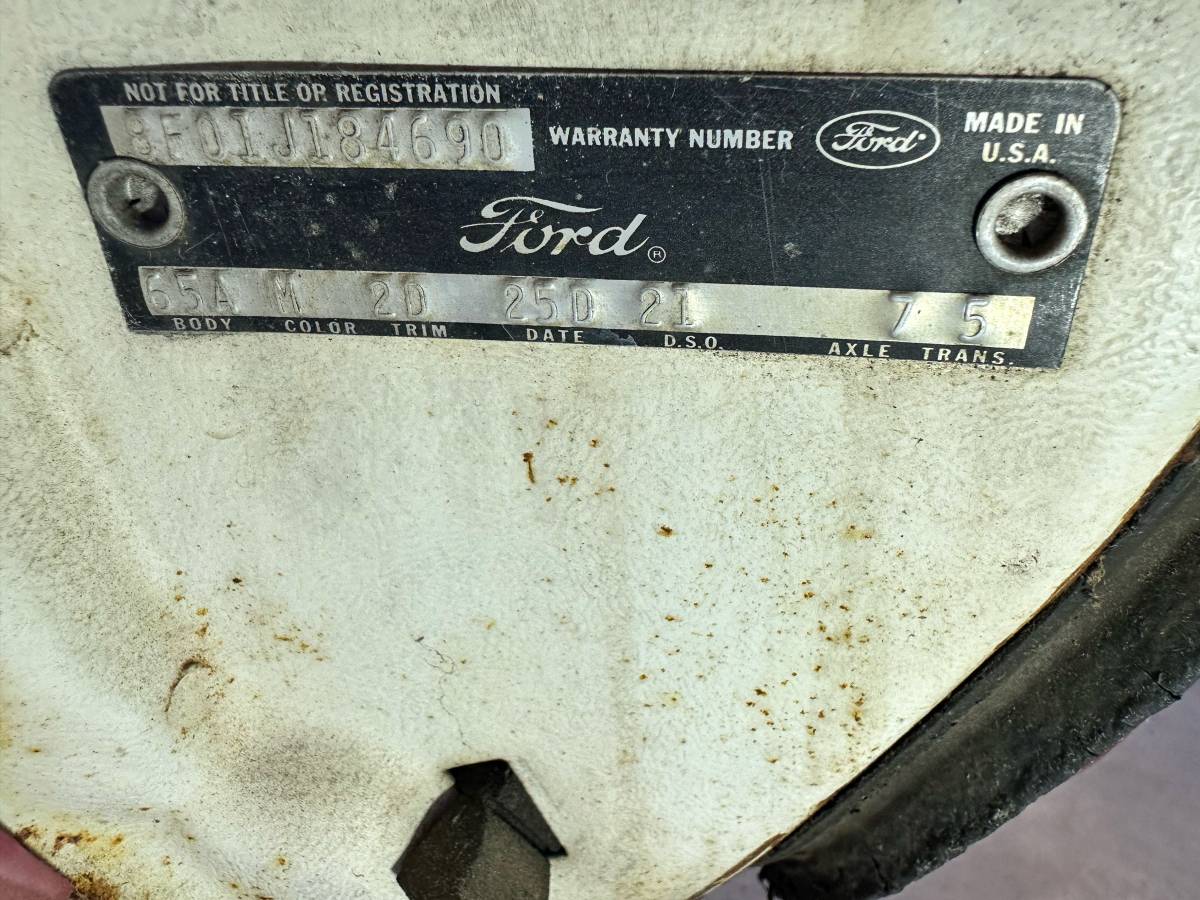 NOT FOR TITLE OR REGISTRATION
8F01J184690 WARRANTY NUMBER Ford MADE IN U.S.A.
Ford ®
65A M 2D 25D 21 7 5
BODY COLOR TRIM DATE D.S.O. AXLE TRANS.